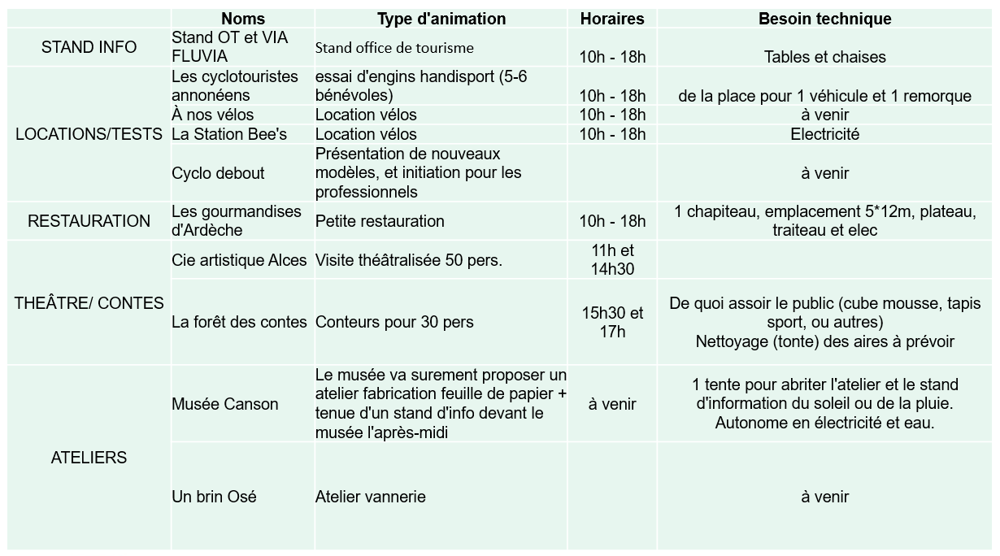 Noms Type d'animation Horaires Besoin technique
STAND INFO
Stand OT et VIA
FLUVIA
Stand office de tourisme
10h - 18h
Tables et chaises
LOCATIONS/TESTS
Les cyclotouristes
annonéens
essai d'engins handisport (5-6
bénévoles)
10h - 18h
de la place pour 1 véhicule et 1 remorque
À nos vélos
Location vélos
10h - 18h
à venir
La Station Bee's
Location vélos
10h - 18h
Electricité
Cyclo debout
Présentation de nouveaux
modèles, et initiation pour les
professionnels
à venir
RESTAURATION
Les gourmandises
d'Ardèche
Petite restauration
10h - 18h
1 chapiteau, emplacement 5*12m, plateau,
traiteau et elec
THEÂTRE/ CONTES
Cie artistique Alces
Visite théâtralisée 50 pers.
11h et
14h30
La forêt des contes
Conteurs pour 30 pers
15h30 et
17h
De quoi assoir le public (cube mousse, tapis
sport, ou autres)
Nettoyage (tonte) des aires à prévoir
ATELIERS
Musée Canson
Le musée va surement proposer un
atelier fabrication feuille de papier +
tenue d'un stand d'info devant le
musée l'après-midi
à venir
1 tente pour abriter l'atelier et le stand
d'information du soleil ou de la pluie.
Autonome en électricité et eau.
Un brin Osé
Atelier vannerie
à venir